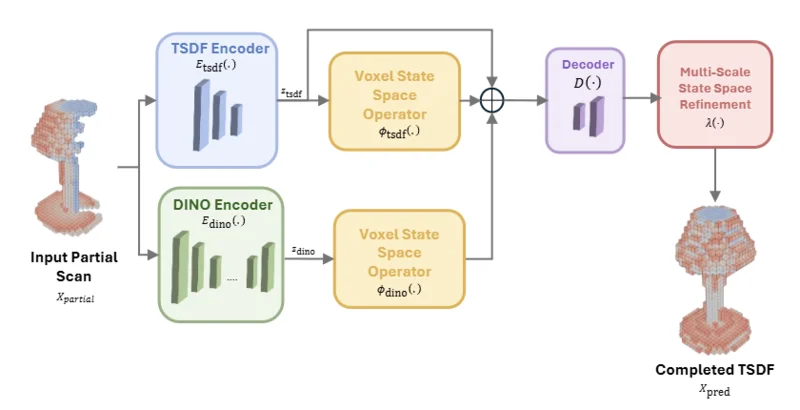 Input Partial
Scan
X_partial
TSDF Encoder
E_tsdf(.)
z_tsdf
Voxel State
Space
Operator
ϕ_tsdf(.)
DINO Encoder
E_dino(.)
....
z_dino
Voxel State
Space
Operator
ϕ_dino(.)
Decoder
D(·)
Multi-Scale
State Space
Refinement
λ(·)
Completed TSDF
X_pred